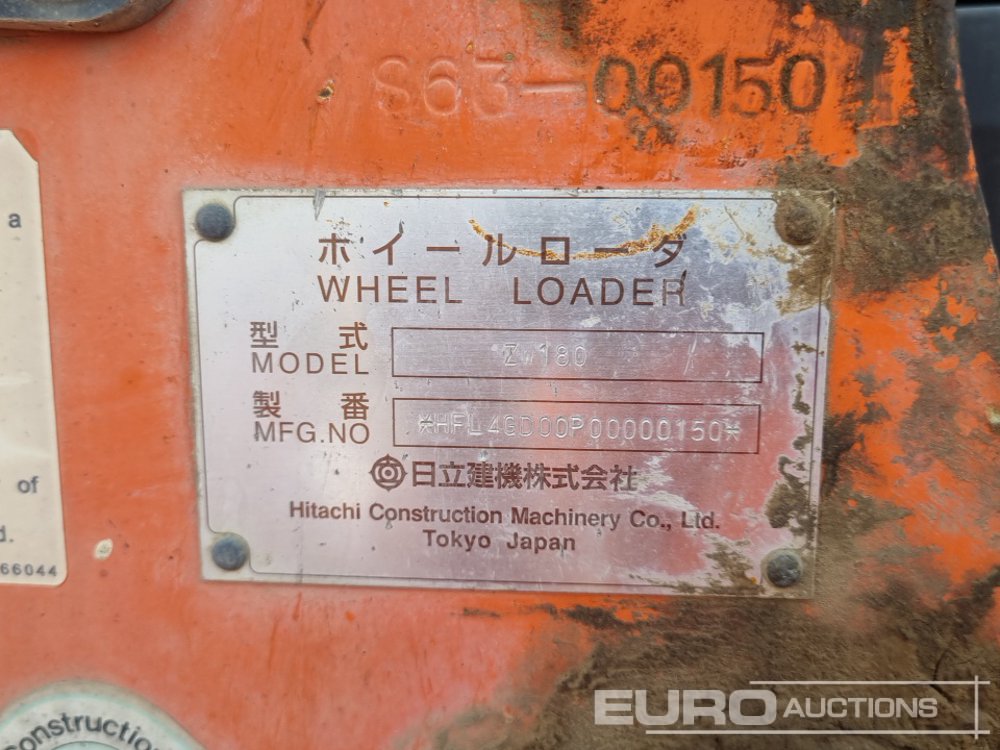 S63-00150
ホイールローダ
WHEEL LOADER
型式
MODEL ZW180
製番
MFG.NO *HFL4GD00P00000150*
日立建機株式会社
Hitachi Construction Machinery Co., Ltd.
Tokyo Japan
a
of
d.
66044
Construction
EURO AUCTIONS